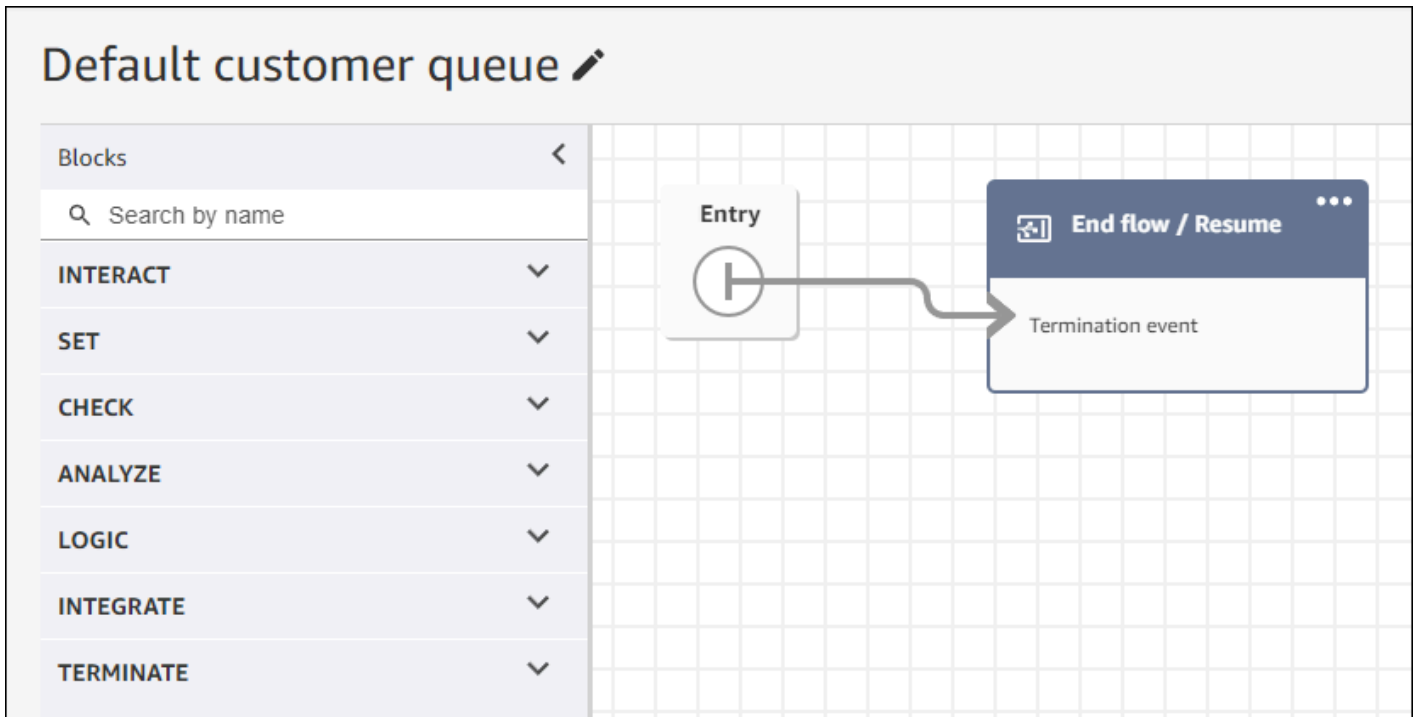 Default customer queue
Blocks
Search by name
INTERACT
SET
CHECK
ANALYZE
LOGIC
INTEGRATE
TERMINATE
Entry
End flow / Resume
Termination event